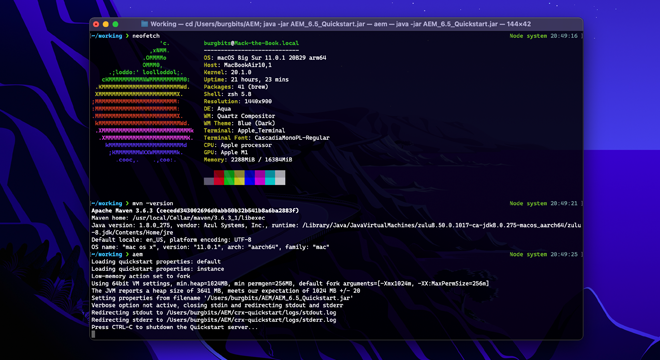 Working — cd /Users/burgbits/AEM; java -jar AEM_6.5_Quickstart.jar — aem — java -jar AEM_6.5_Quickstart.jar — 144×42
~/working ❯ neofetch Node system 20:49:16
burgbits@Mack-the-Book.local
OS: macOS Big Sur 11.0.1 20B29 arm64
Host: MacBookAir10,1
Kernel: 20.1.0
Uptime: 21 hours, 23 mins
Packages: 41 (brew)
Shell: zsh 5.8
Resolution: 1440x900
DE: Aqua
WM: Quartz Compositor
WM Theme: Blue (Dark)
Terminal: Apple_Terminal
Terminal Font: CascadiaMonoPL-Regular
CPU: Apple processor
GPU: Apple M1
Memory: 2288MiB / 16384MiB
~/working ❯ mvn -version Node system 20:49:21
Apache Maven 3.6.3 (cecedd343002696d0abb50b32b541b8a6ba2883f)
Maven home: /usr/local/Cellar/maven/3.6.3_1/libexec
Java version: 1.8.0_275, vendor: Azul Systems, Inc., runtime: /Library/Java/JavaVirtualMachines/zulu8.50.0.1017-ca-jdk8.0.275-macos_aarch64/zulu
-8.jdk/Contents/Home/jre
Default locale: en_US, platform encoding: UTF-8
OS name: "mac os x", version: "11.0.1", arch: "aarch64", family: "mac"
~/working ❯ aem Node system 20:49:25
Loading quickstart properties: default
Loading quickstart properties: instance
Low-memory action set to fork
Using 64bit VM settings, min.heap=1024MB, min permgen=256MB, default fork arguments=[-Xmx1024m, -XX:MaxPermSize=256m]
The JVM reports a heap size of 3641 MB, meets our expectation of 1024 MB +/- 20
Setting properties from filename '/Users/burgbits/AEM/AEM_6.5_Quickstart.jar'
Verbose option not active, closing stdin and redirecting stdout and stderr
Redirecting stdout to /Users/burgbits/AEM/crx-quickstart/logs/stdout.log
Redirecting stderr to /Users/burgbits/AEM/crx-quickstart/logs/stderr.log
Press CTRL-C to shutdown the Quickstart server...